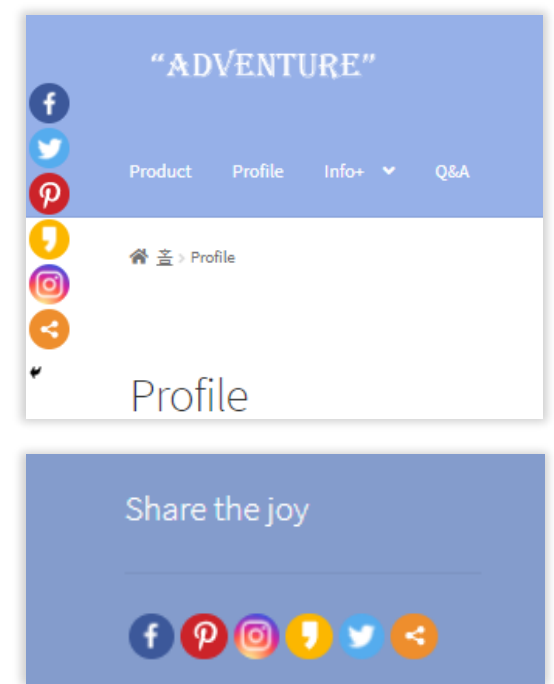 “ADVENTURE”
Product Profile Info+ Q&A
홈 > Profile
Profile
Share the joy